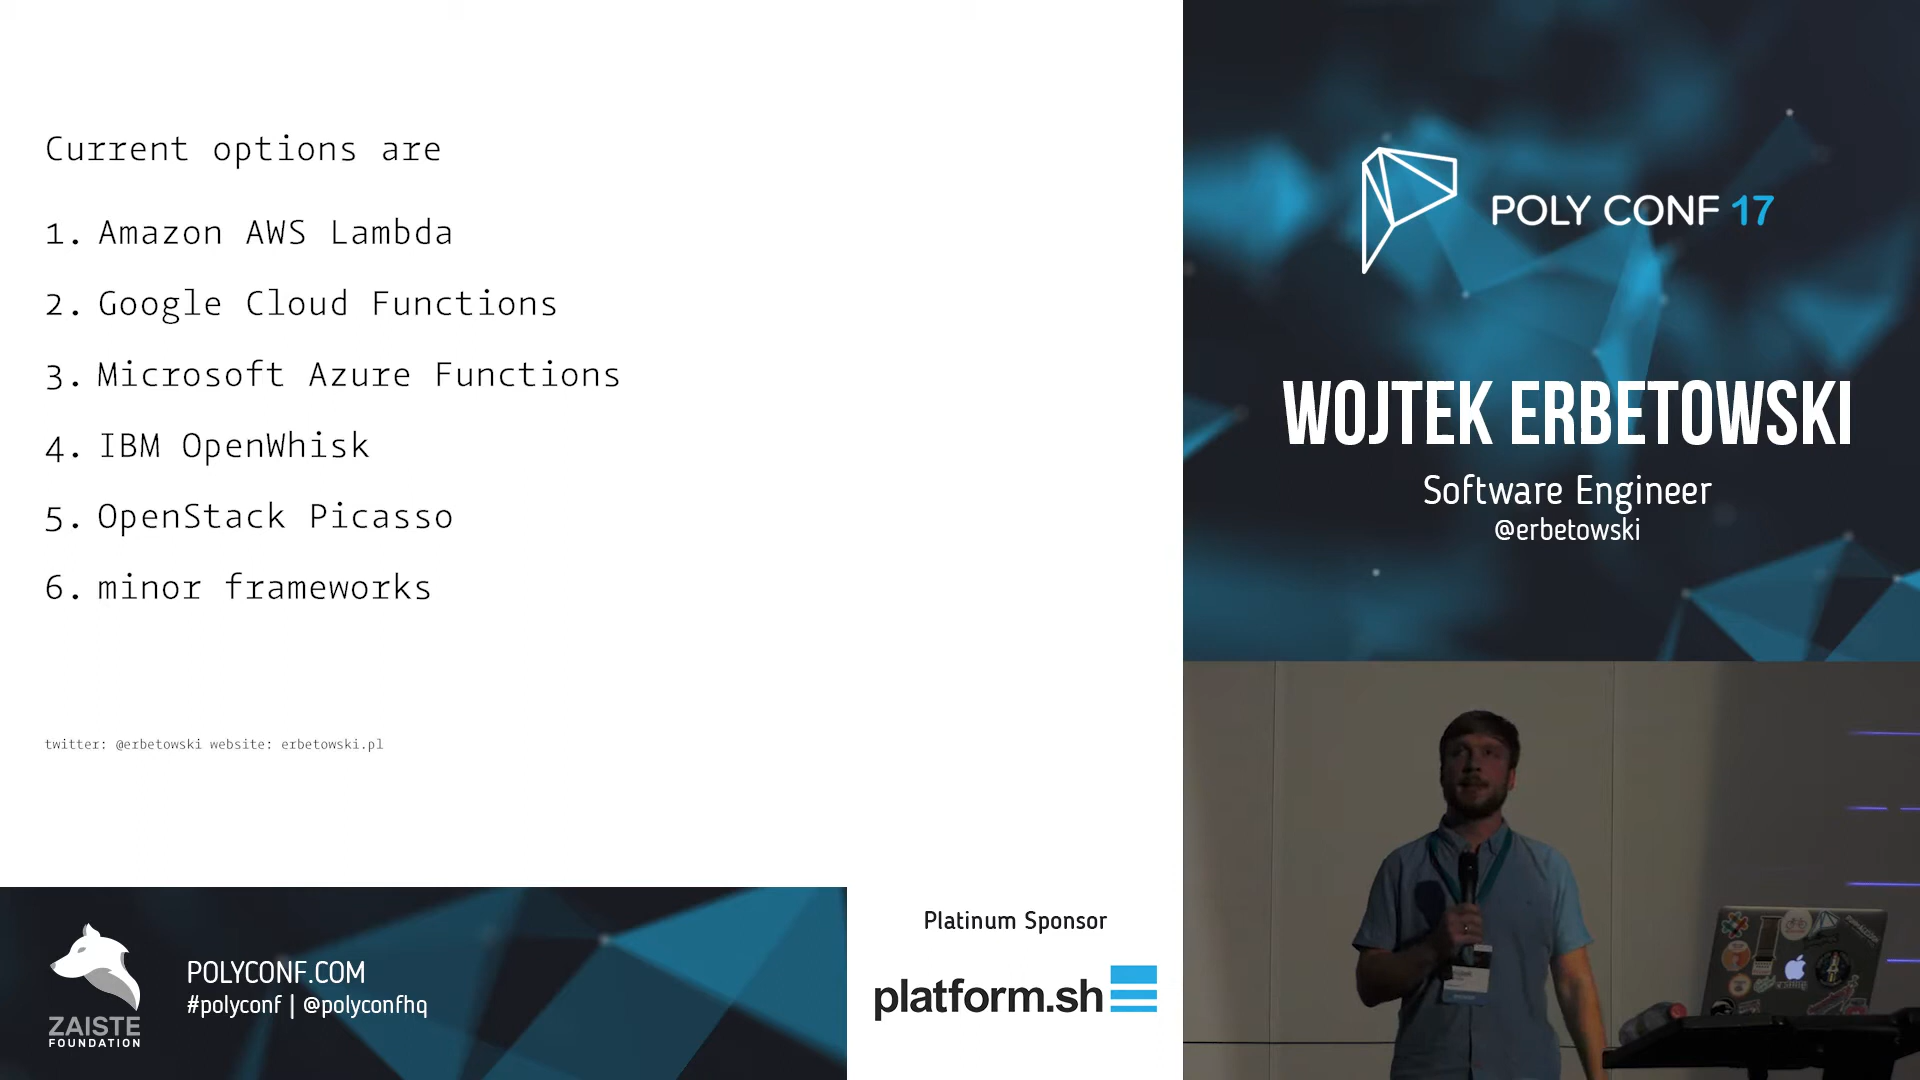 Current options are
1. Amazon AWS Lambda
2. Google Cloud Functions
3. Microsoft Azure Functions
4. IBM OpenWhisk
5. OpenStack Picasso
6. minor frameworks
twitter: @erbetowski website: erbetowski.pl
POLY CONF 17
WOJTEK ERBETOWSKI
Software Engineer
@erbetowski
ZAISTE
FOUNDATION
POLYCONF.COM
#polyconf | @polyconfhq
Platinum Sponsor
platform.sh